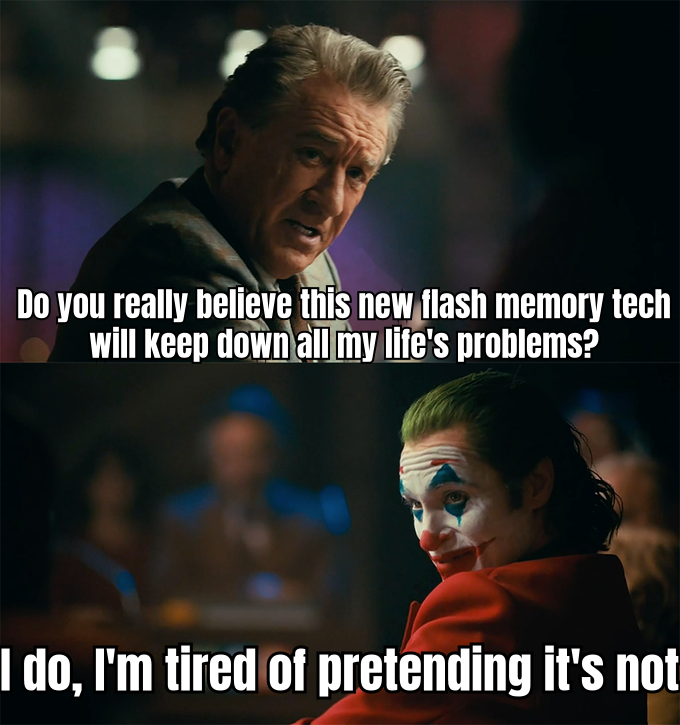 Do you really believe this new flash memory tech
will keep down all my life's problems?
I do, I'm tired of pretending it's not